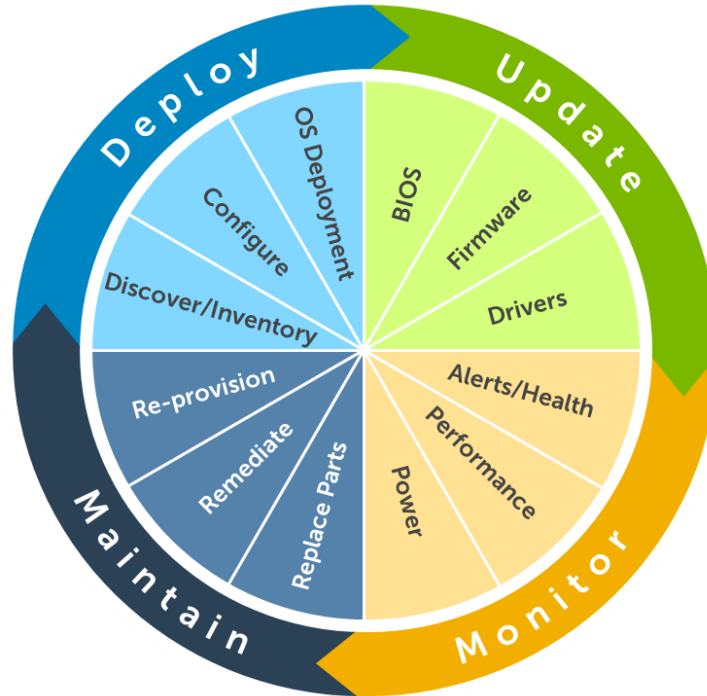 Deploy
Update
Monitor
Maintain
OS Deployment
Configure
Discover/Inventory
BIOS
Firmware
Drivers
Alerts/Health
Performance
Power
Replace Parts
Remediate
Re-provision